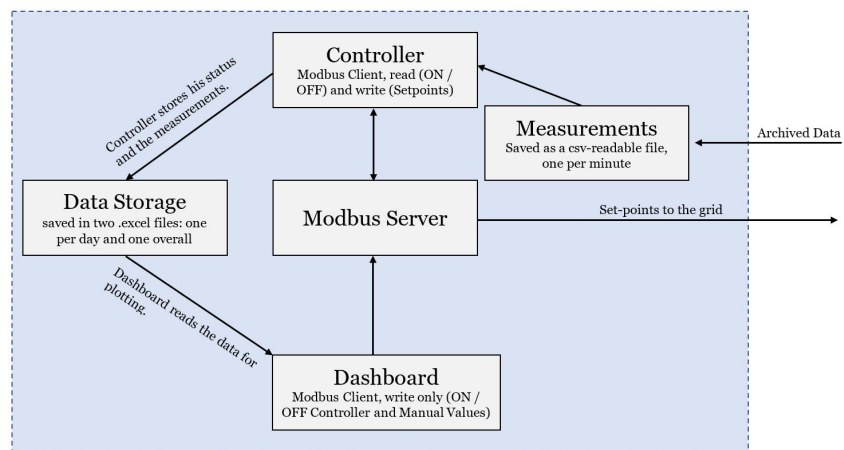 Controller
Modbus Client, read (ON /
OFF) and write (Setpoints)
Controller stores his status
and the measurements.
Measurements
Saved as a csv-readable file,
one per minute
Archived Data
Data Storage
saved in two .excel files: one
per day and one overall
Modbus Server
Set-points to the grid
Dashboard reads the data for
plotting.
Dashboard
Modbus Client, write only (ON /
OFF Controller and Manual Values)